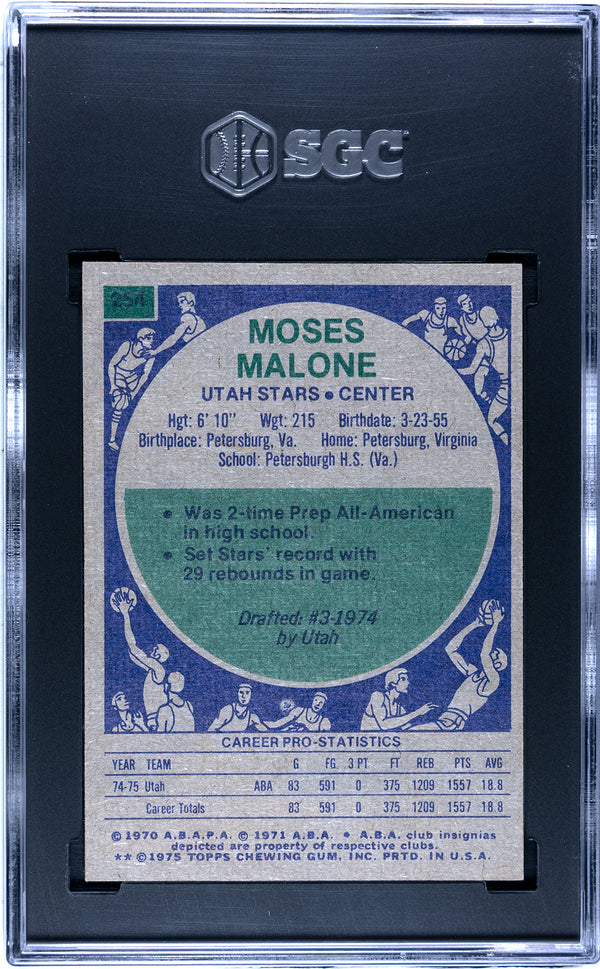 SGC
254
MOSES
MALONE
UTAH STARS • CENTER
Hgt: 6' 10" Wgt: 215 Birthdate: 3-23-55
Birthplace: Petersburg, Va. Home: Petersburg, Virginia
School: Petersburgh H.S. (Va.)
• Was 2-time Prep All-American
in high school.
• Set Stars' record with
29 rebounds in game.
Drafted: #3-1974
by Utah
CAREER PRO-STATISTICS
YEAR TEAM G FG 3 PT FT REB PTS AVG
74-75 Utah ABA 83 591 0 375 1209 1557 18.8
Career Totals 83 591 0 375 1209 1557 18.8
© 1970 A.B.A.P.A. © 1971 A.B.A. • A.B.A. club insignias
depicted are property of respective clubs.
** © 1975 TOPPS CHEWING GUM, INC. PRTD. IN U.S.A.